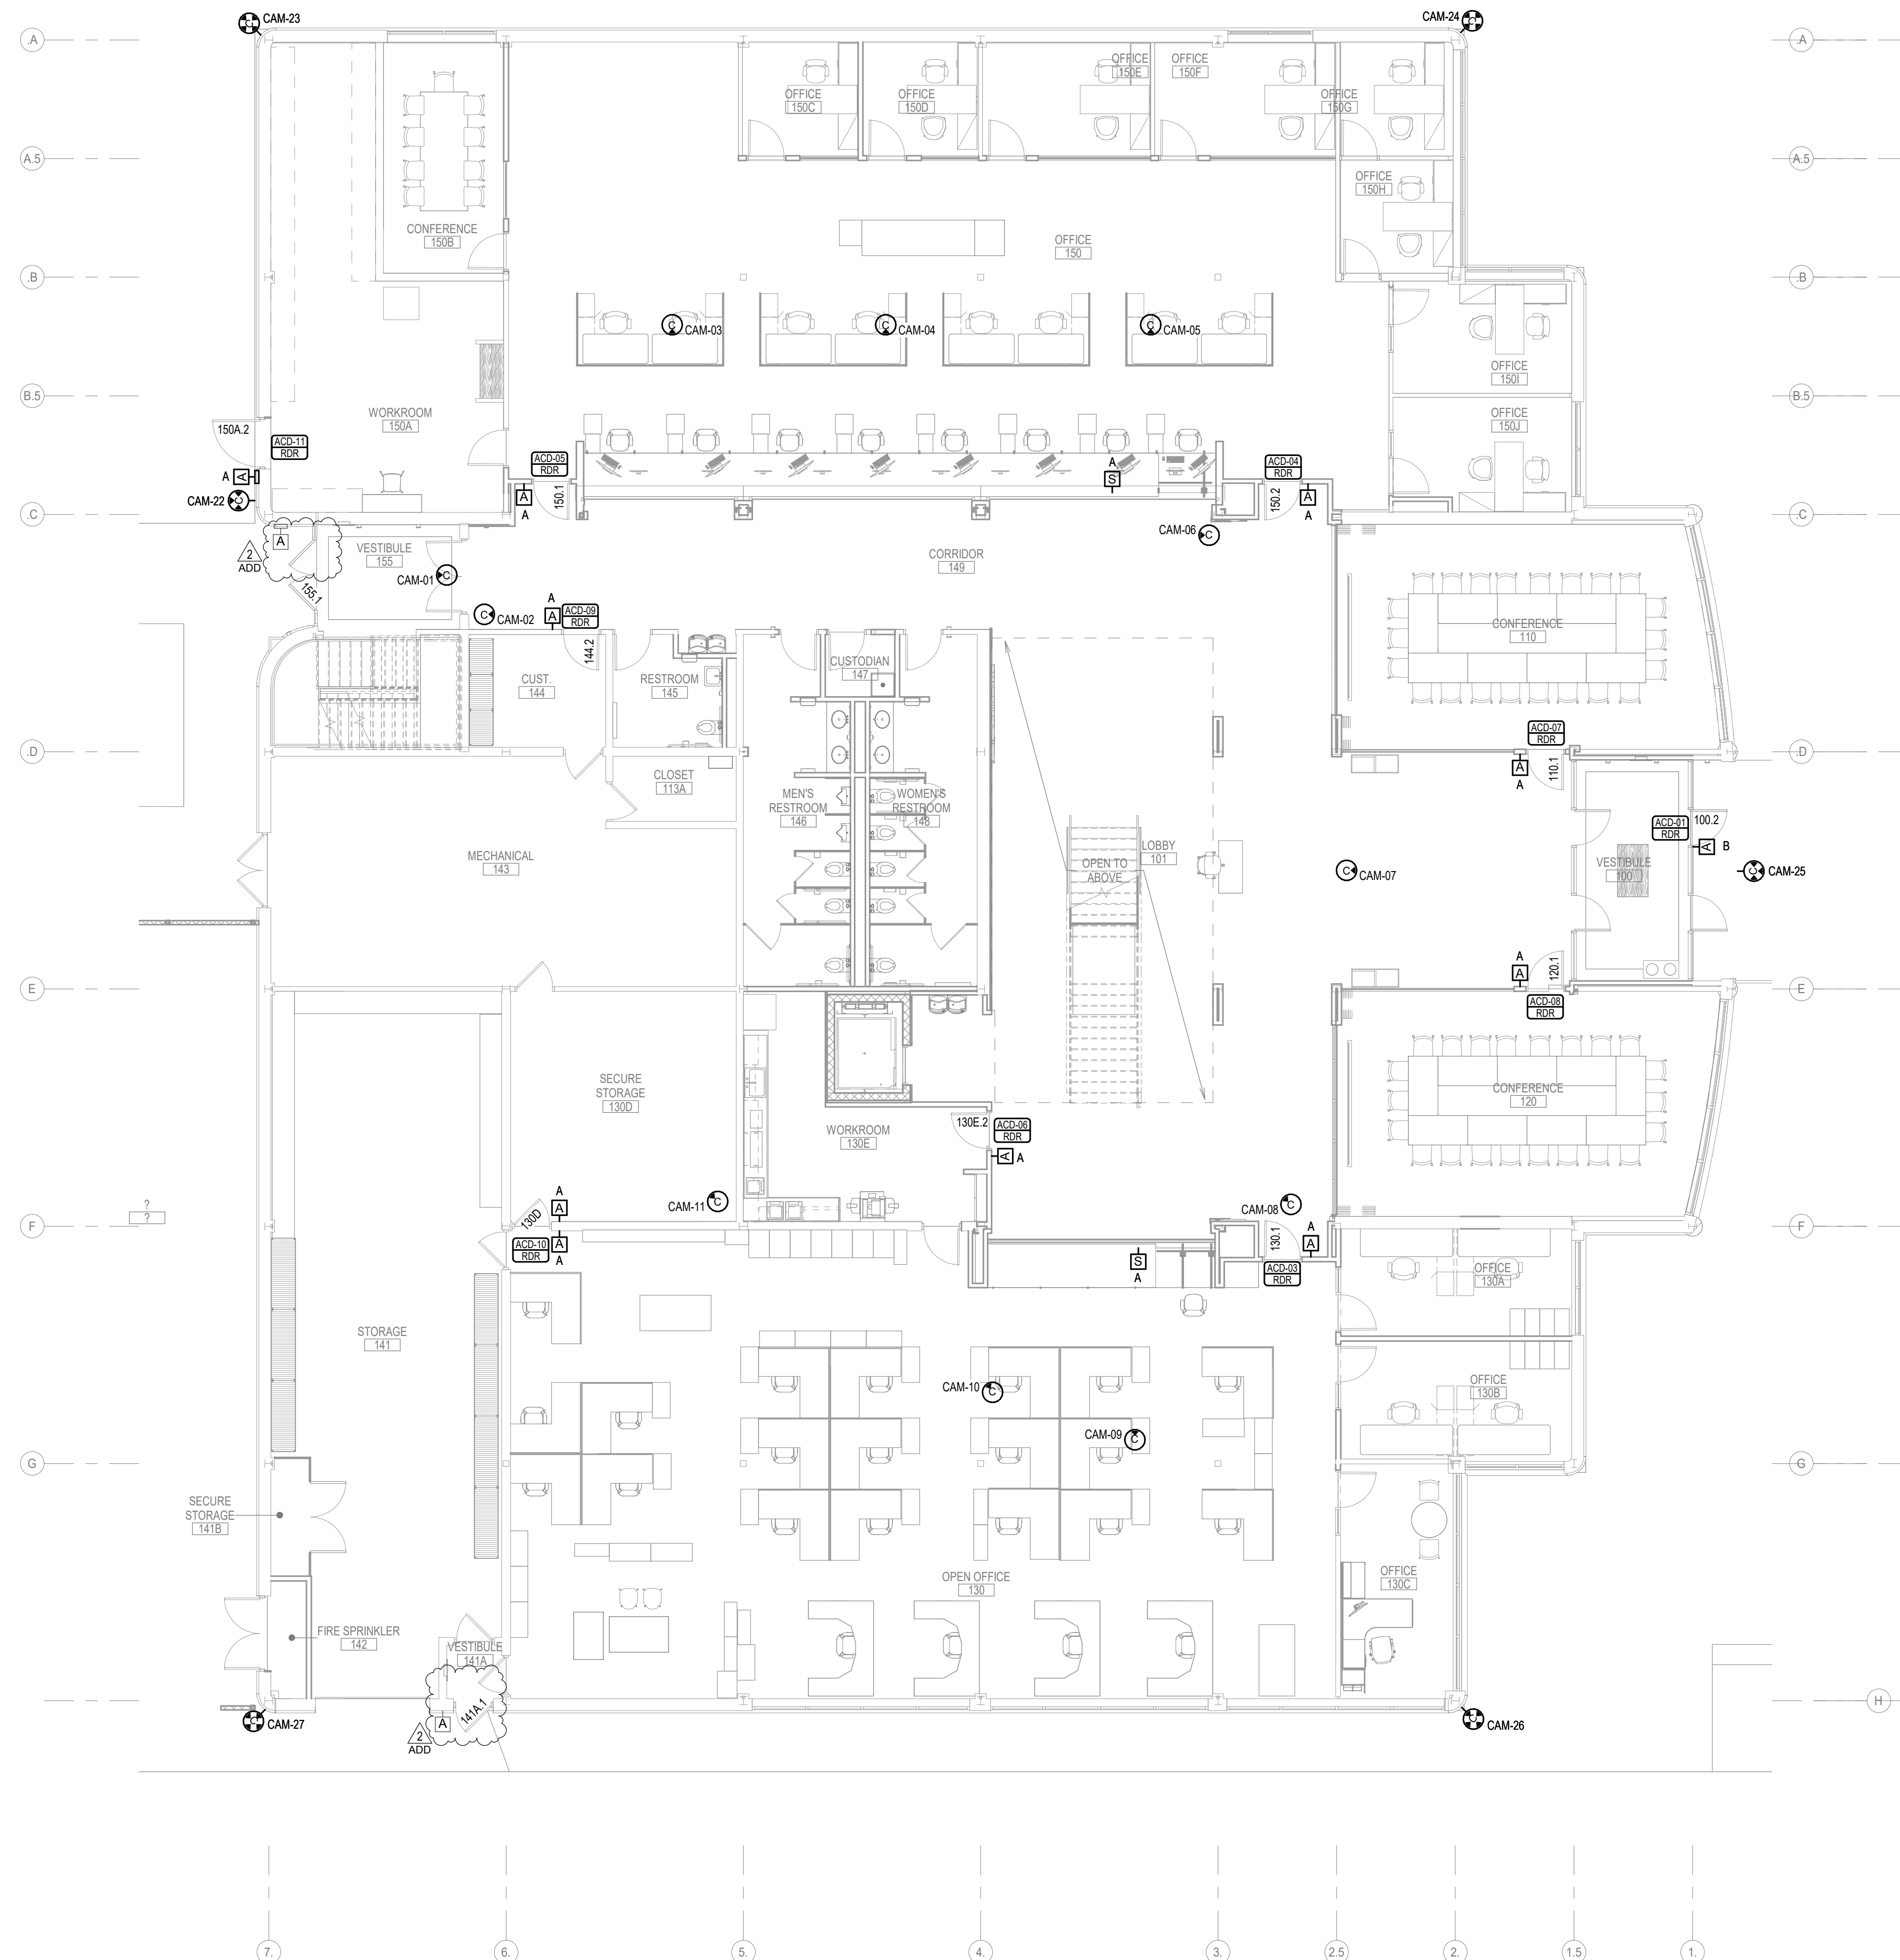 CAM-23
CAM-24
.A
.A
OFFICE
150E
OFFICE
150F
OFFICE
150C
OFFICE
150D
OFFICE
150G
A.5
A.5
OFFICE
150H
CONFERENCE
150B
OFFICE
150
.B
.B
CAM-03
CAM-04
CAM-05
OFFICE
150I
B.5
B.5
WORKROOM
150A
OFFICE
150J
150A.2
ACD-11
RDR
A
A
CAM-22
ACD-05
RDR
A
A
150.1
A
S
ACD-04
RDR
150.2
A
A
.C
.C
A
2
ADD
VESTIBULE
155
155.1
CAM-01
CAM-06
C
CORRIDOR
149
CAM-02
A
A
ACD-09
RDR
144.2
CONFERENCE
110
CUST.
144
RESTROOM
145
CUSTODIAN
147
ACD-07
RDR
A
A
110.1
.D
.D
CLOSET
113A
MEN'S
RESTROOM
146
WOMEN'S
RESTROOM
148
ACD-01
RDR
100.2
A
B
MECHANICAL
143
LOBBY
101
OPEN TO
ABOVE
VESTIBULE
100
C
CAM-07
CAM-25
A
A
120.1
ACD-08
RDR
E
E
SECURE
STORAGE
130D
CONFERENCE
120
WORKROOM
130E
130E.2
ACD-06
RDR
A
A
?
?
CAM-11
C
CAM-08
C
A
A
130D
ACD-10
RDR
A
A
130.1
A
A
ACD-03
RDR
S
A
F
F
OFFICE
130A
STORAGE
141
OFFICE
130B
CAM-10
C
CAM-09
C
G
G
SECURE
STORAGE
141B
OPEN OFFICE
130
OFFICE
130C
FIRE SPRINKLER
142
VESTIBULE
141A
141A.1
A
2
ADD
CAM-27
CAM-26
H
7.
6.
5.
4.
3.
2.5
2.
1.5
1.